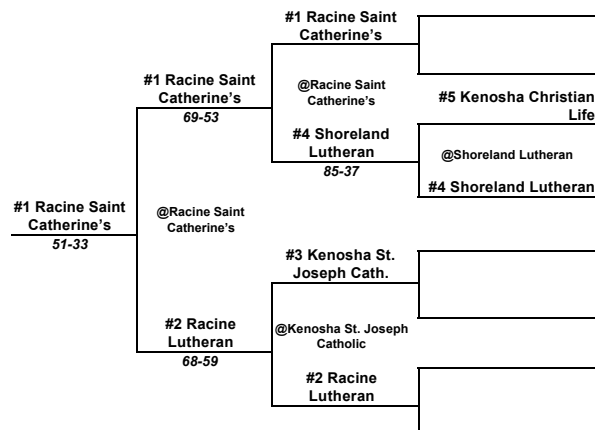 #1 Racine Saint
Catherine's
#1 Racine Saint
Catherine's
69-53
@Racine Saint
Catherine's
#5 Kenosha Christian
Life
#4 Shoreland
Lutheran
85-37
@Shoreland Lutheran
#4 Shoreland Lutheran
#1 Racine Saint
Catherine's
51-33
@Racine Saint
Catherine's
#3 Kenosha St.
Joseph Cath.
#2 Racine
Lutheran
68-59
@Kenosha St. Joseph
Catholic
#2 Racine
Lutheran